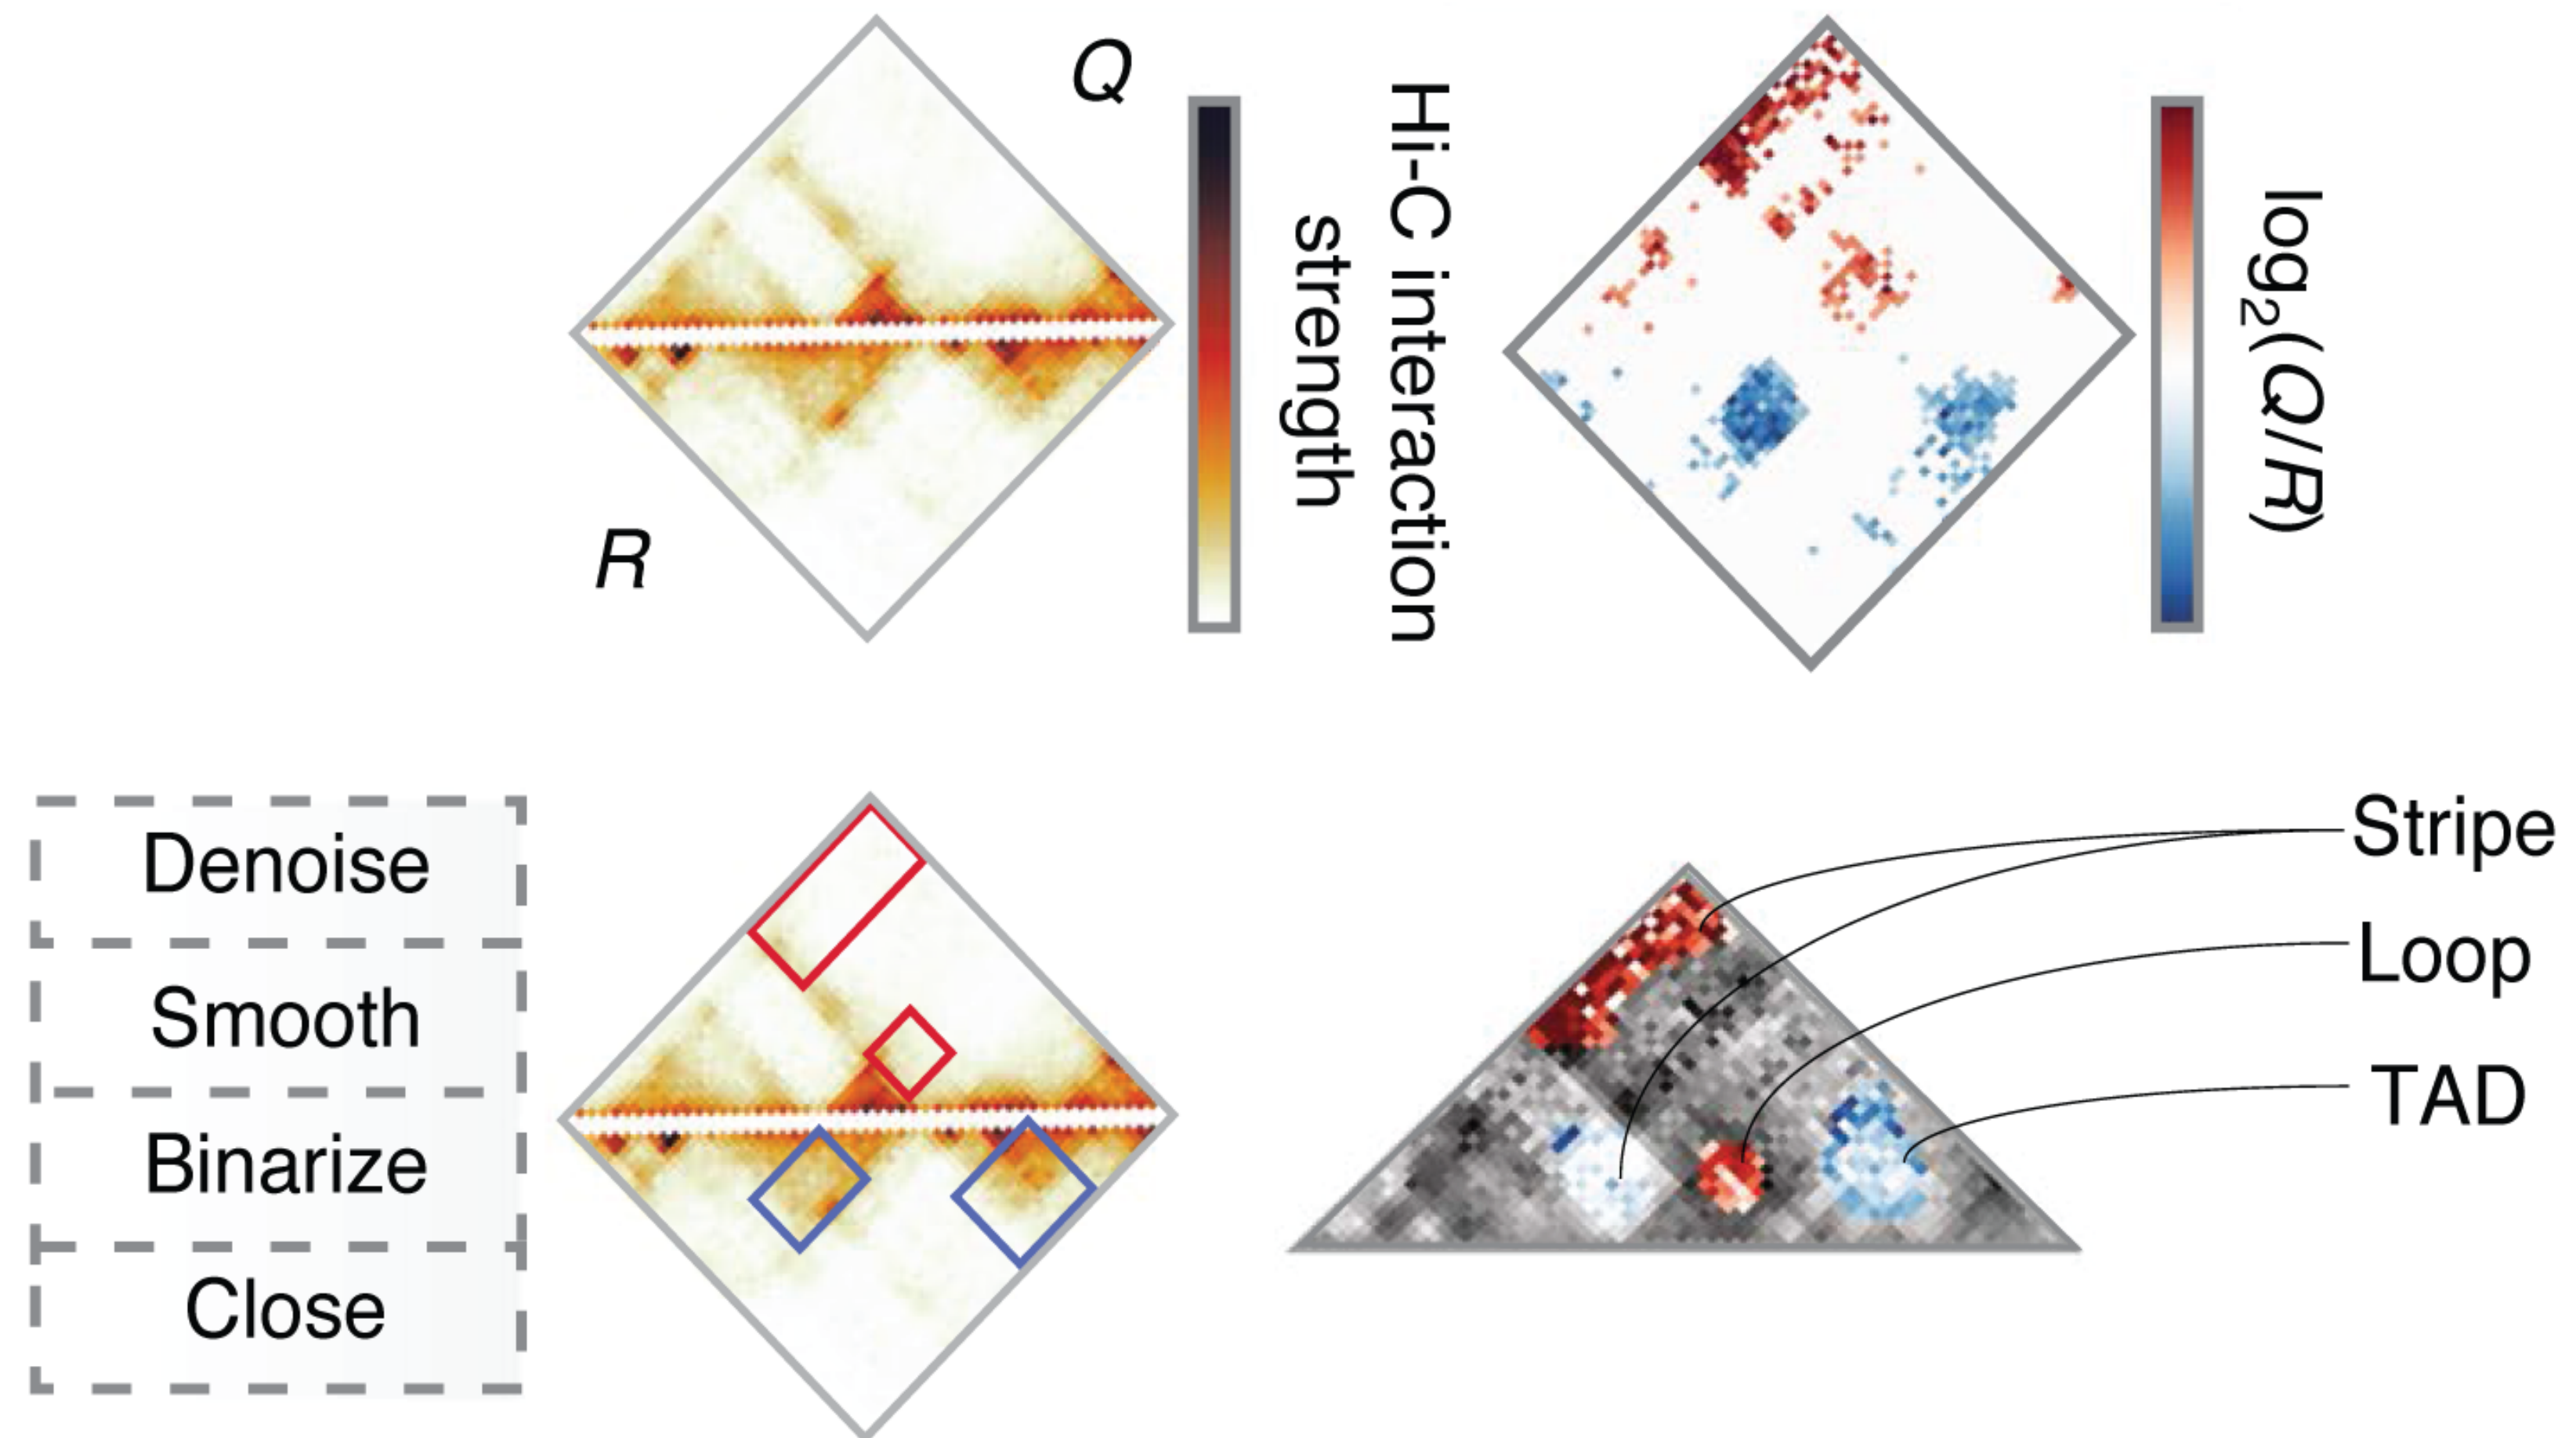 Q
R
Hi-C interaction
strength
log2(Q/R)
Denoise
Smooth
Binarize
Close
Stripe
Loop
TAD